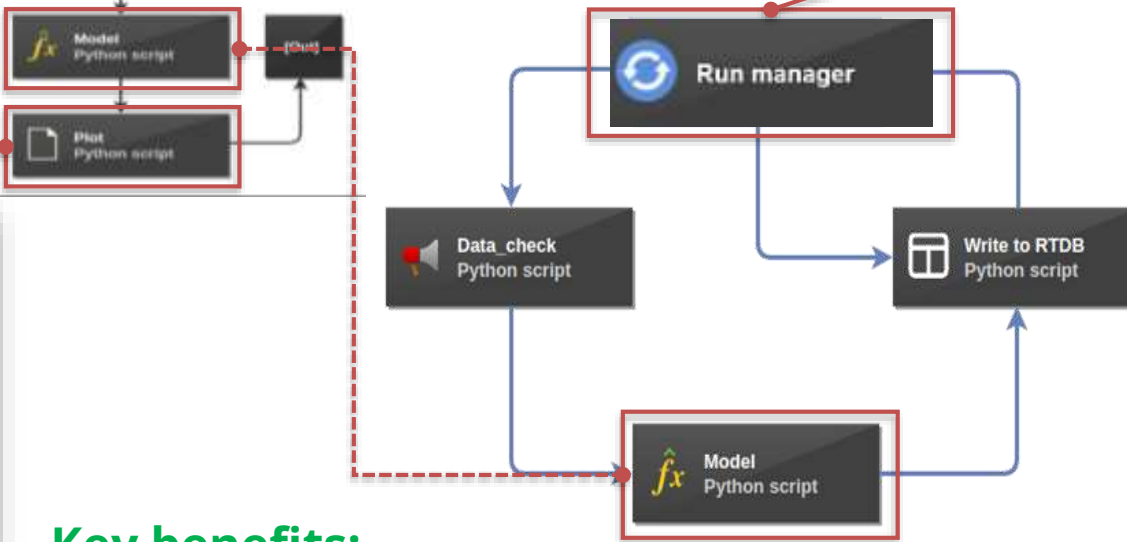 Model
Python script
[Out]
Plot
Python script
Run manager
Data_check
Python script
Write to RTDB
Python script
f̂x Model
Python script
Key benefits: